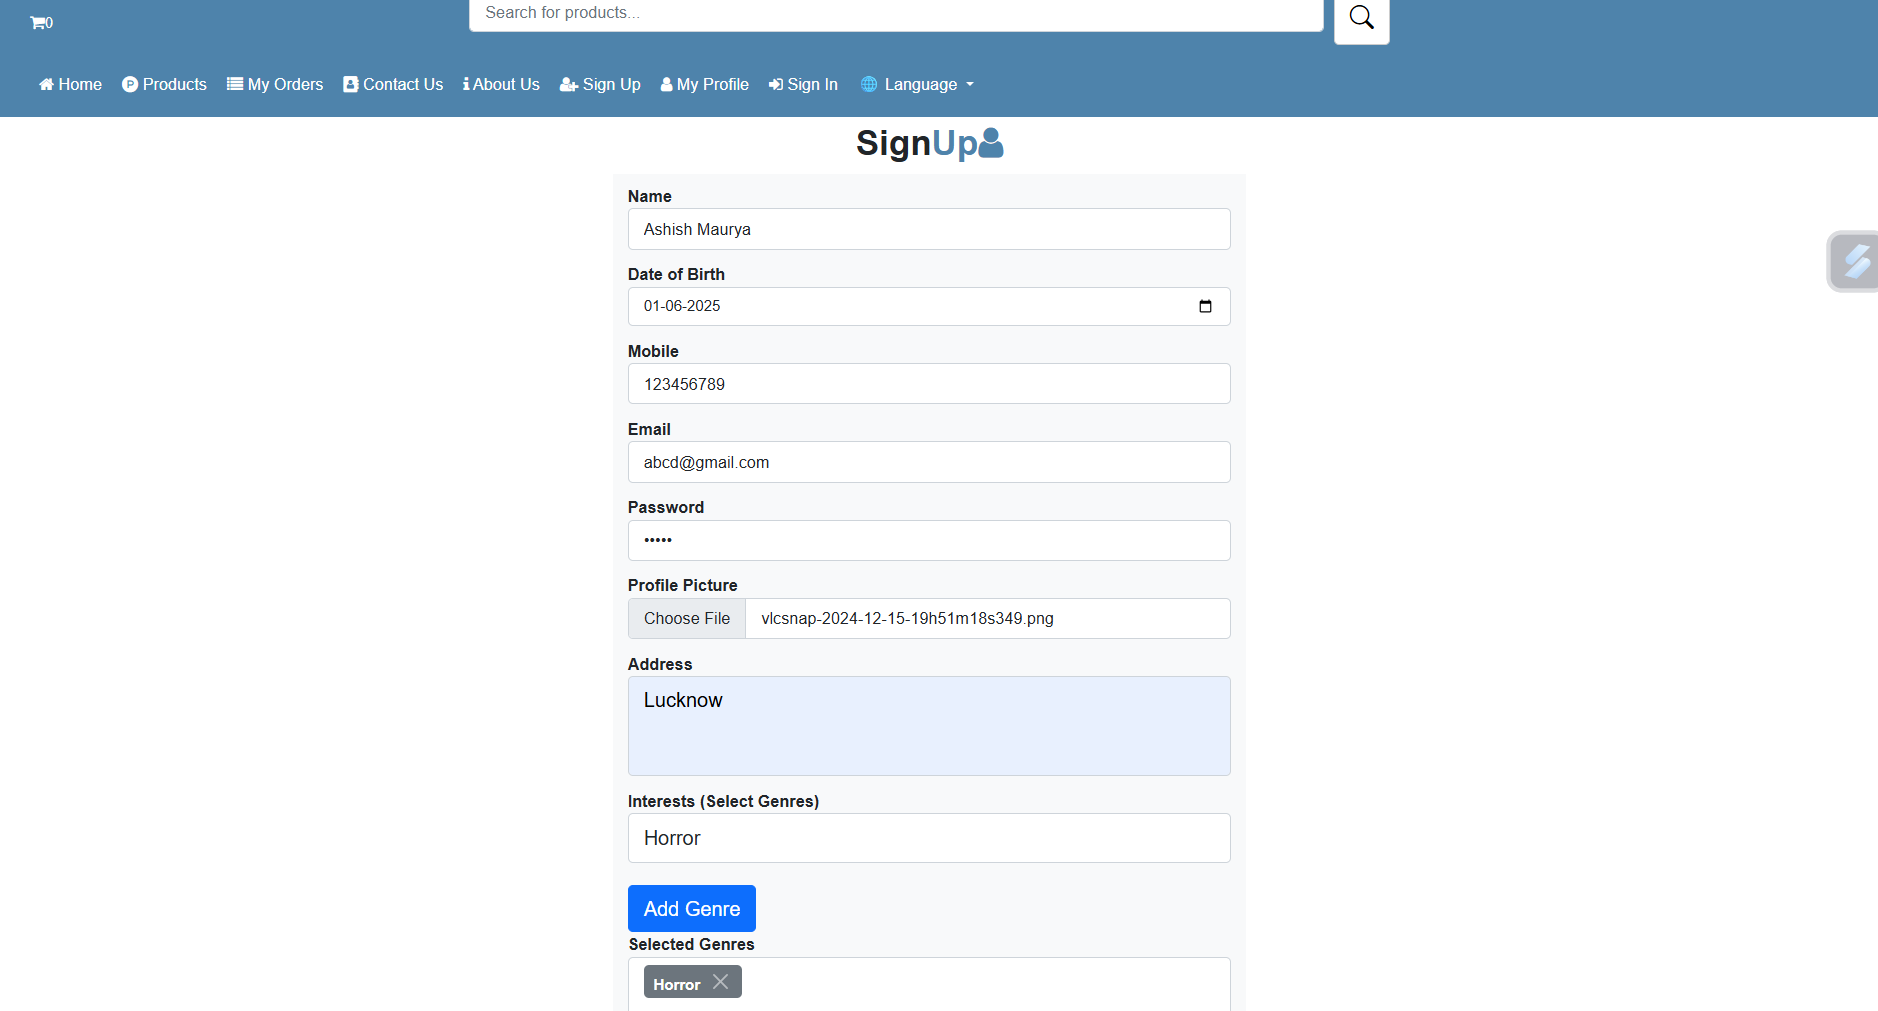 Search for products...
0
Home Products My Orders Contact Us About Us Sign Up My Profile Sign In Language
SignUp
Name
Ashish Maurya
Date of Birth
01-06-2025
Mobile
123456789
Email
abcd@gmail.com
Password
•••••
Profile Picture
Choose File vlcsnap-2024-12-15-19h51m18s349.png
Address
Lucknow
Interests (Select Genres)
Horror
Add Genre
Selected Genres
Horror